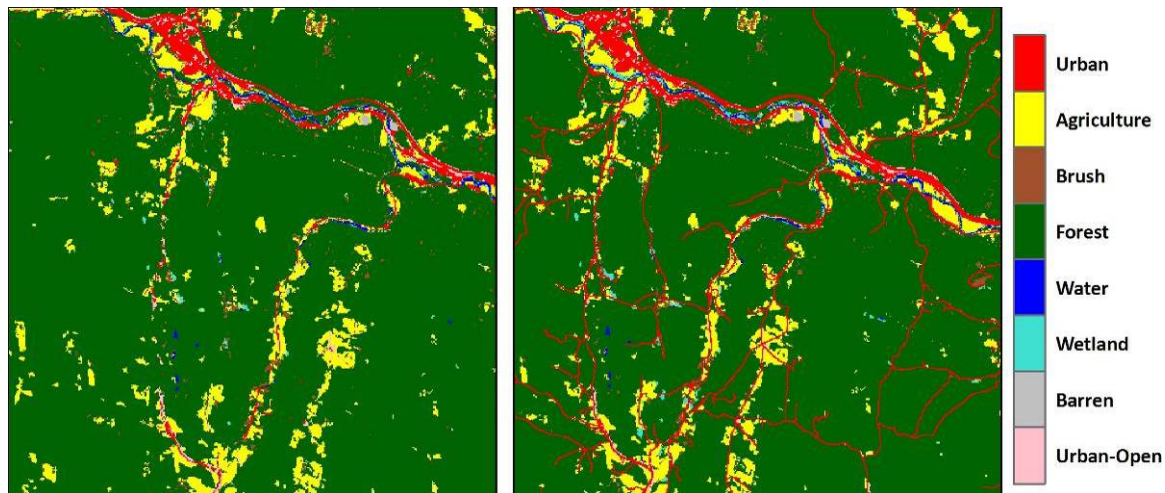 Urban
Agriculture
Brush
Forest
Water
Wetland
Barren
Urban-Open